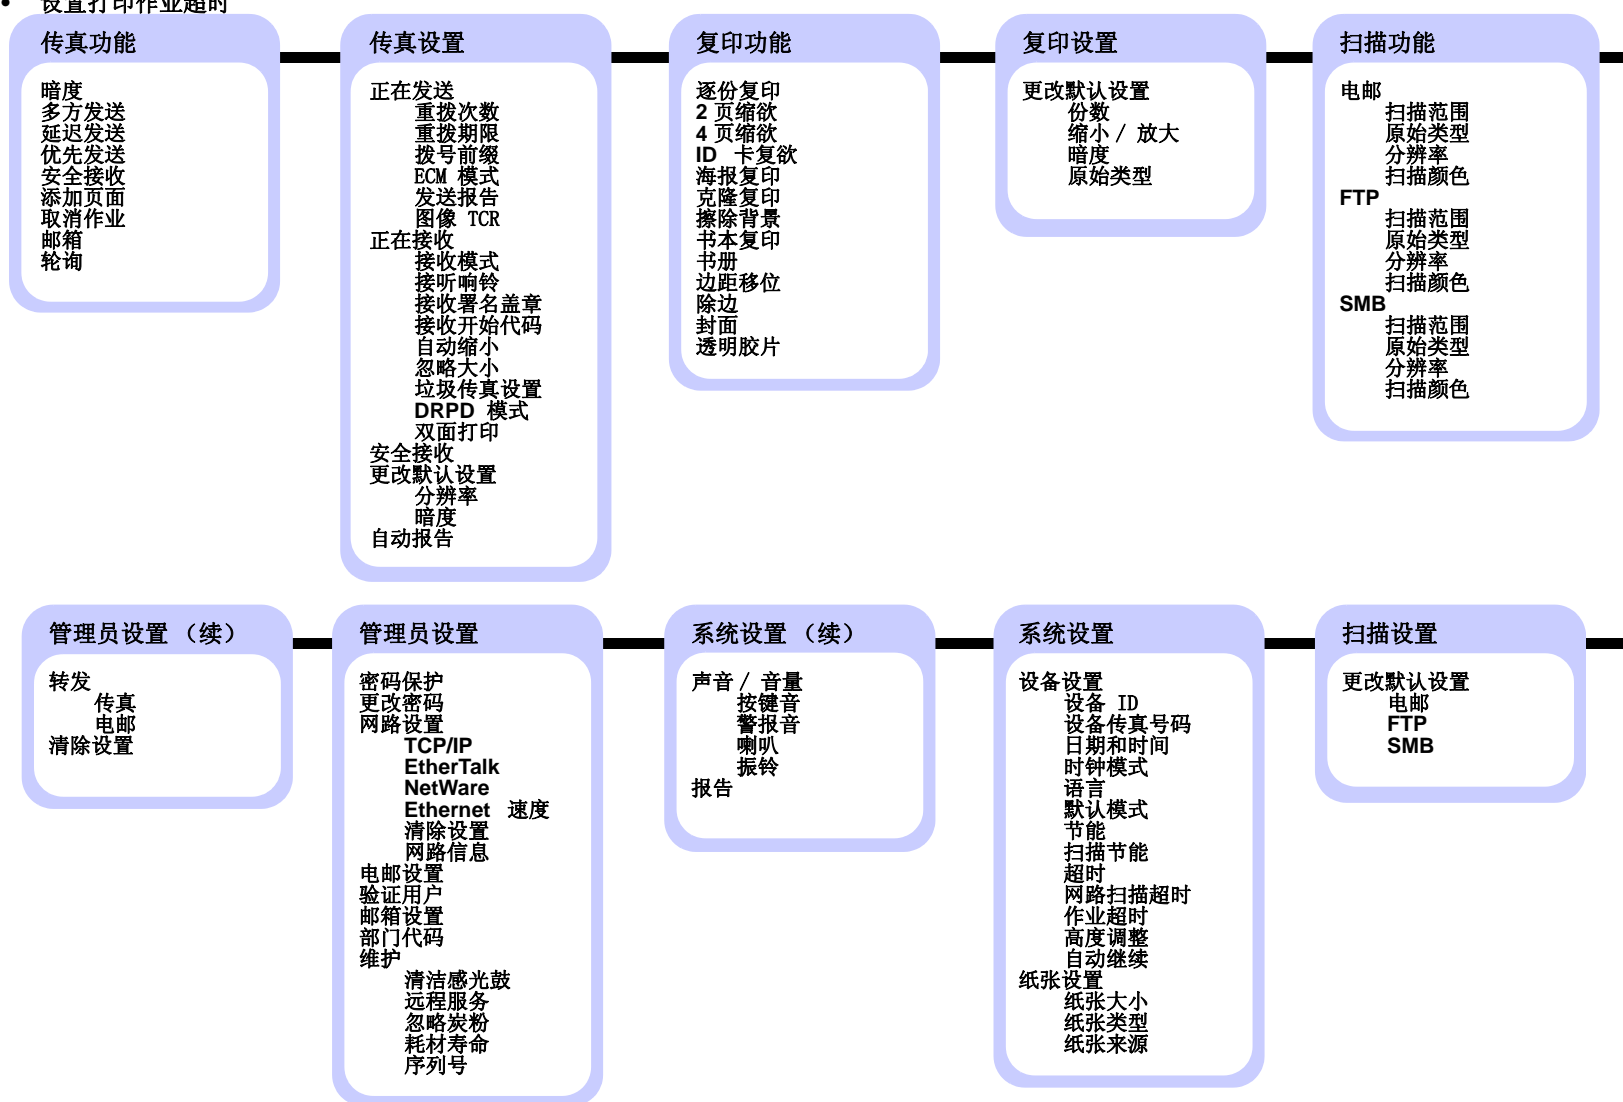 • 设置打印作业超时
传真功能
暗度
多方发送
延迟发送
优先发送
安全接收
添加页面
取消作业
邮箱
轮询
传真设置
正在发送
重拨次数
重拨期限
拨号前缀
ECM 模式
发送报告
图像 TCR
正在接收
接收模式
接听响铃
接收署名盖章
接收开始代码
自动缩小
忽略大小
垃圾传真设置
DRPD 模式
双面打印
安全接收
更改默认设置
分辨率
暗度
自动报告
复印功能
逐份复印
2 页缩欲
4 页缩欲
ID 卡复欲
海报复印
克隆复印
擦除背景
书本复印
书册
边距移位
除边
封面
透明胶片
复印设置
更改默认设置
份数
缩小 / 放大
暗度
原始类型
扫描功能
电邮
扫描范围
原始类型
分辨率
扫描颜色
FTP
扫描范围
原始类型
分辨率
扫描颜色
SMB
扫描范围
原始类型
分辨率
扫描颜色
管理员设置 （续）
转发
传真
电邮
清除设置
管理员设置
密码保护
更改密码
网路设置
TCP/IP
EtherTalk
NetWare
Ethernet 速度
清除设置
网路信息
电邮设置
验证用户
邮箱设置
部门代码
维护
清洁感光鼓
远程服务
忽略炭粉
耗材寿命
序列号
系统设置 （续）
声音 / 音量
按键音
警报音
喇叭
振铃
报告
系统设置
设备设置
设备 ID
设备传真号码
日期和时间
时钟模式
语言
默认模式
节能
扫描节能
超时
网路扫描超时
作业超时
高度调整
自动继续
纸张设置
纸张大小
纸张类型
纸张来源
扫描设置
更改默认设置
电邮
FTP
SMB